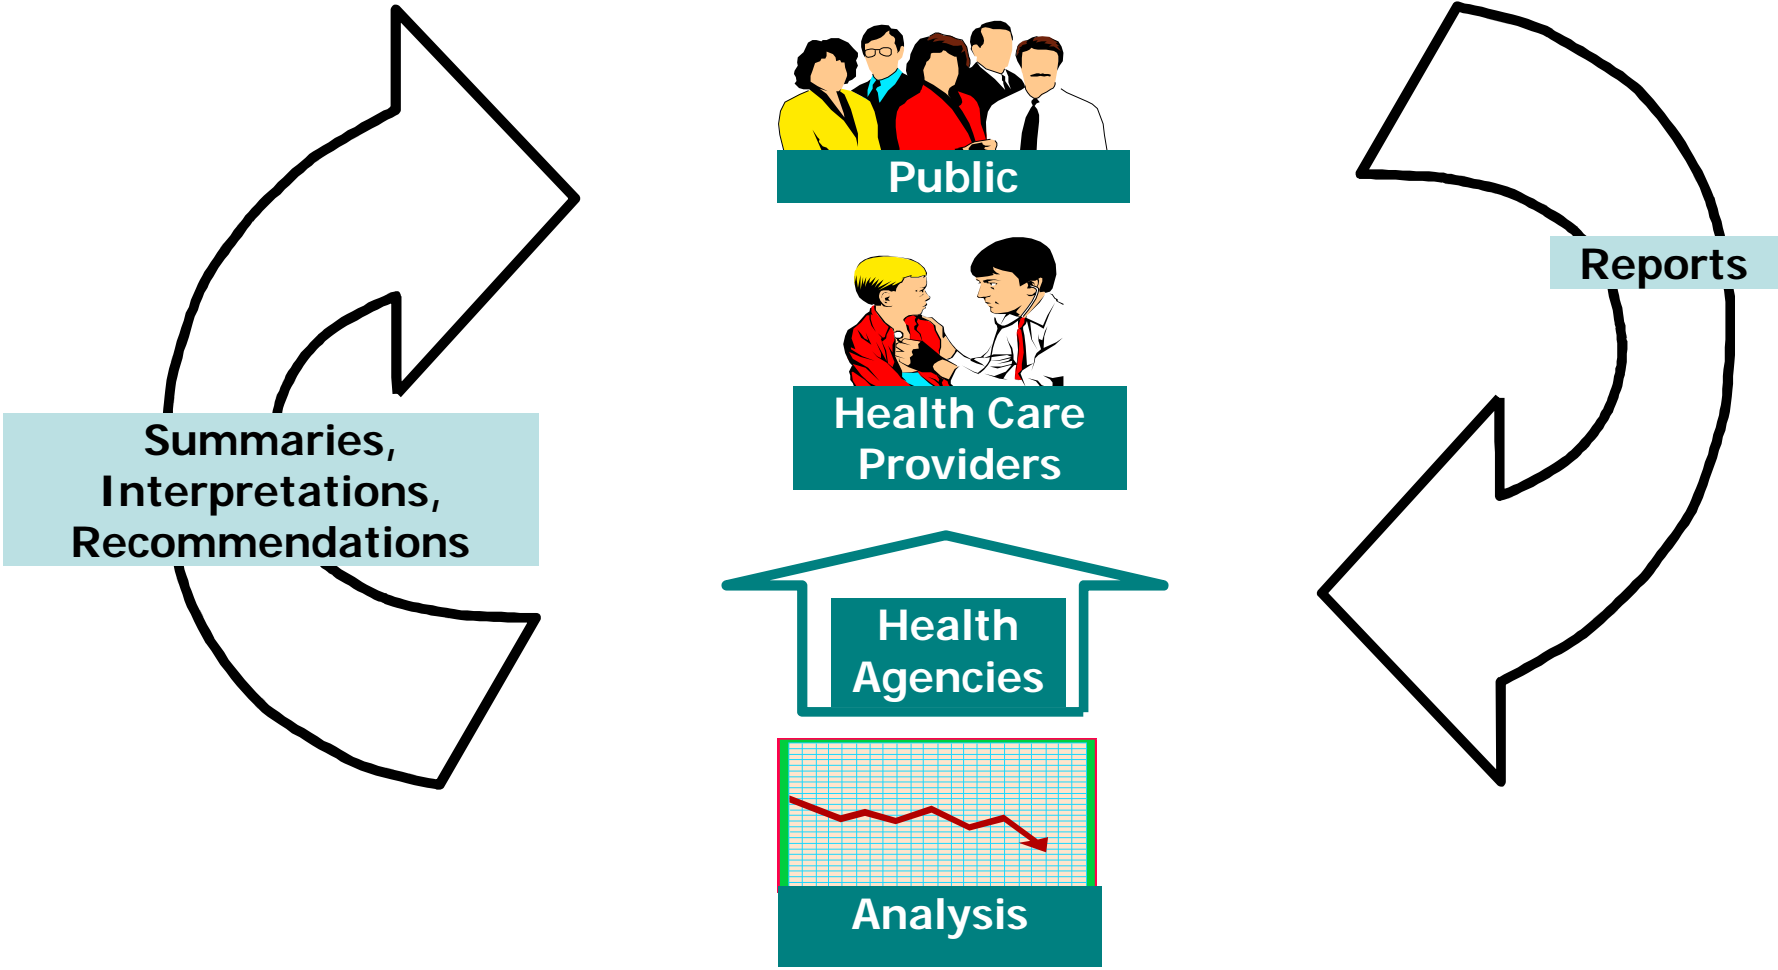 Public
Reports
Health Care
Providers
Summaries,
Interpretations,
Recommendations
Health
Agencies
Analysis